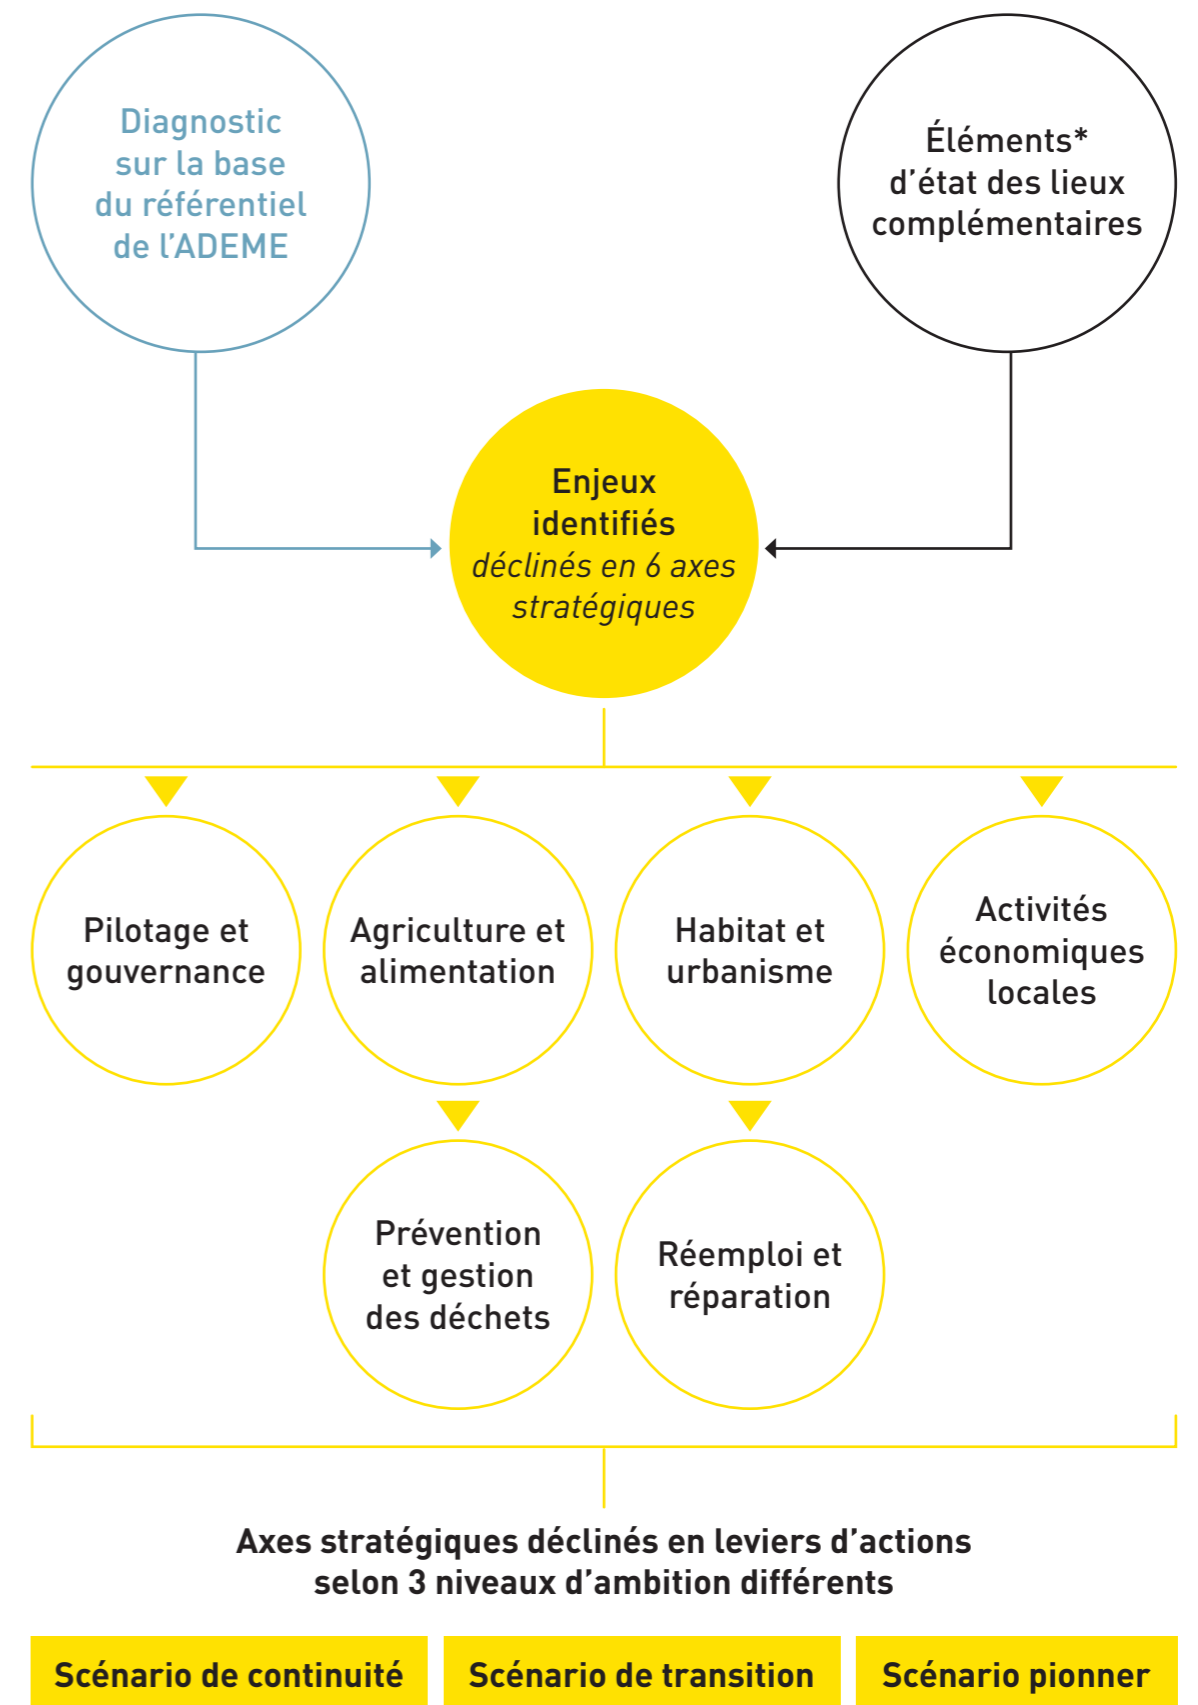 Diagnostic
sur la base
du référentiel
de l’ADEME
Éléments*
d’état des lieux
complémentaires
Enjeux
identifiés
déclinés en 6 axes
stratégiques
Pilotage et
gouvernance
Agriculture et
alimentation
Habitat et
urbanisme
Activités
économiques
locales
Prévention
et gestion
des déchets
Réemploi et
réparation
Axes stratégiques déclinés en leviers d’actions
selon 3 niveaux d’ambition différents
Scénario de continuité
Scénario de transition
Scénario pionner